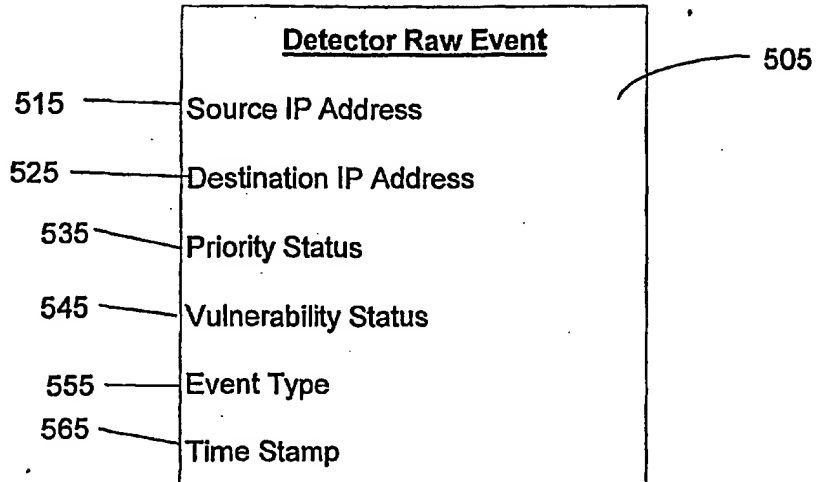 Detector Raw Event
505
515 Source IP Address
525 Destination IP Address
535 Priority Status
545 Vulnerability Status
555 Event Type
565 Time Stamp